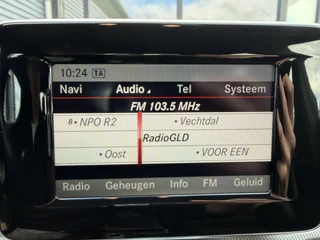 10:24 TA
Navi Audio Tel Systeem
FM 103.5 MHz
8 • NPO R2 • Vechtdal
RadioGLD
• Oost • VOOR EEN
Radio Geheugen Info FM Geluid